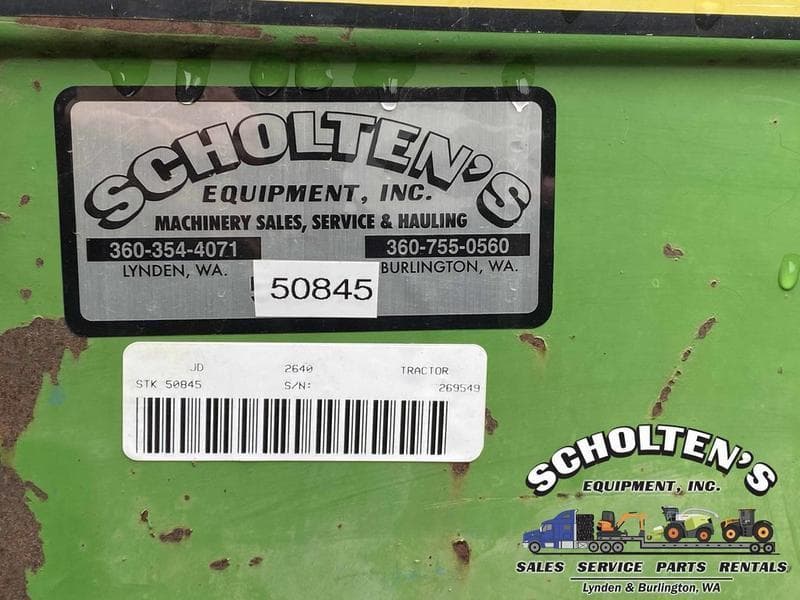 SCHOLTEN'S
EQUIPMENT, INC.
MACHINERY SALES, SERVICE & HAULING
360-354-4071 360-755-0560
LYNDEN, WA. BURLINGTON, WA.
50845
JD 2640 TRACTOR
STK 50845 S/N: 269549
SCHOLTEN'S
EQUIPMENT, INC.
SALES SERVICE PARTS RENTALS
Lynden & Burlington, WA